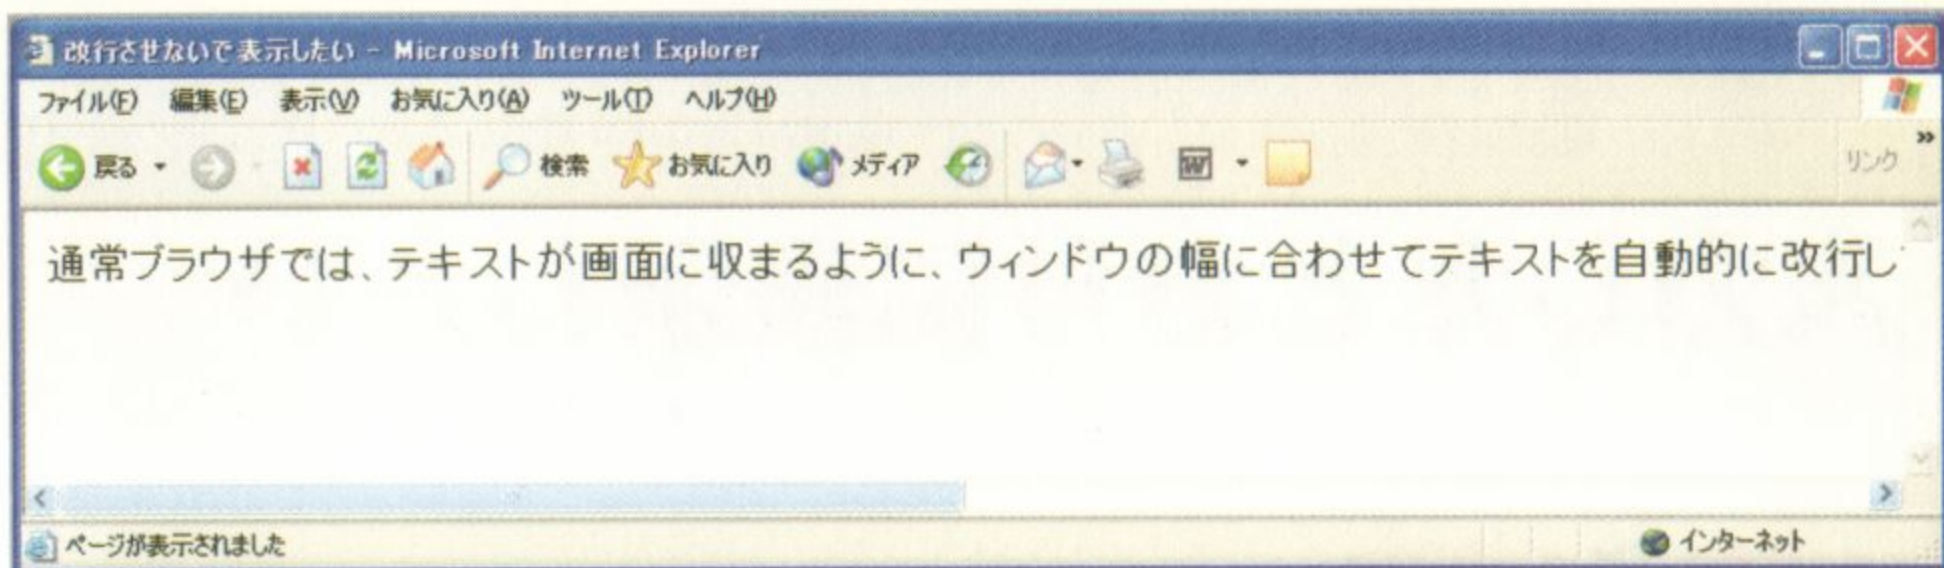 改行させないで表示したい - Microsoft Internet Explorer
ファイル(F) 編集(E) 表示(V) お気に入り(A) ツール(T) ヘルプ(H)
戻る 検索 お気に入り メディア リンク »
通常ブラウザでは、テキストが画面に収まるように、ウィンドウの幅に合わせてテキストを自動的に改行し
ページが表示されました インターネット